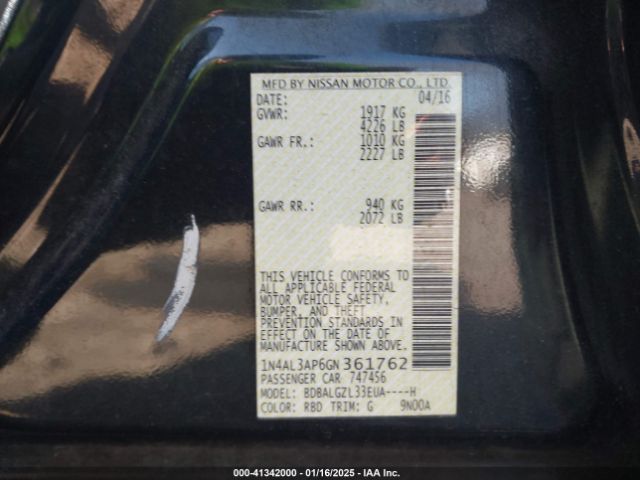 MFD BY NISSAN MOTOR CO., LTD.
DATE: 04/16
GVWR: 1917 KG
4226 LB
GAWR FR.: 1010 KG
2227 LB
GAWR RR.: 940 KG
2072 LB
THIS VEHICLE CONFORMS TO
ALL APPLICABLE FEDERAL
MOTOR VEHICLE SAFETY,
BUMPER, AND THEFT
PREVENTION STANDARDS IN
EFFECT ON THE DATE OF
MANUFACTURE SHOWN ABOVE.
1N4AL3AP6GN361762
PASSENGER CAR 747456
MODEL: BDBALGZL33EUA----H
COLOR: RBD TRIM: G 9N00A
000-41342000 - 01/16/2025 - IAA Inc.